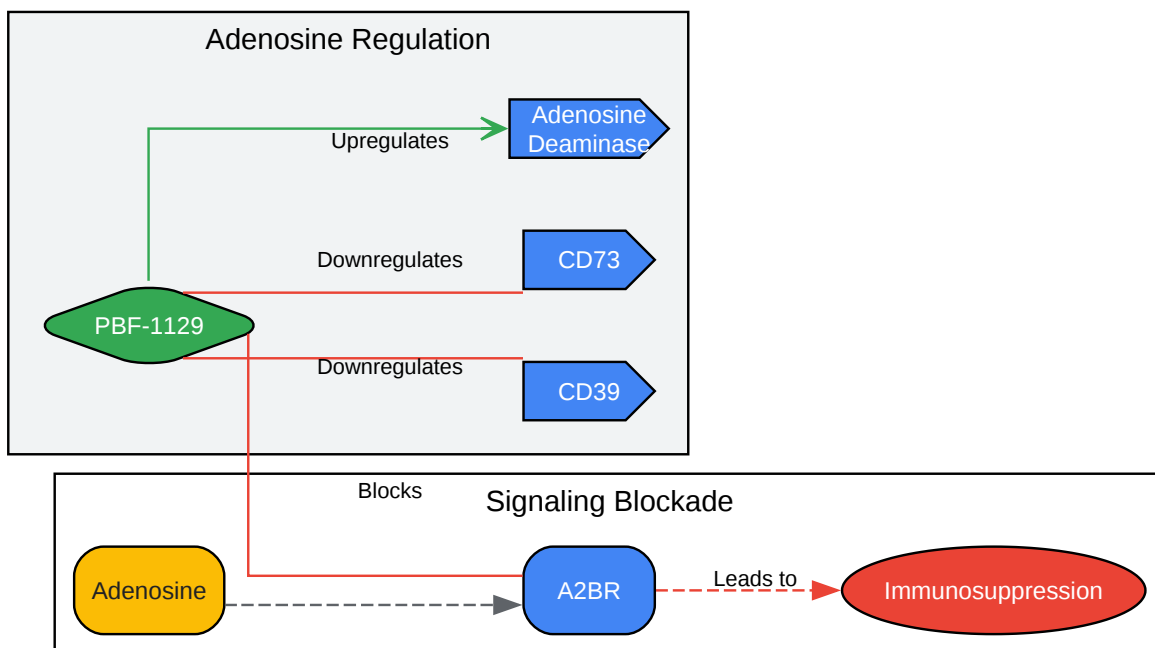 Adenosine Regulation
Adenosine
Deaminase
Upregulates
Downregulates
CD73
PBF-1129
Downregulates
CD39
Blocks
Signaling Blockade
Adenosine
A2BR
Leads to
Immunosuppression